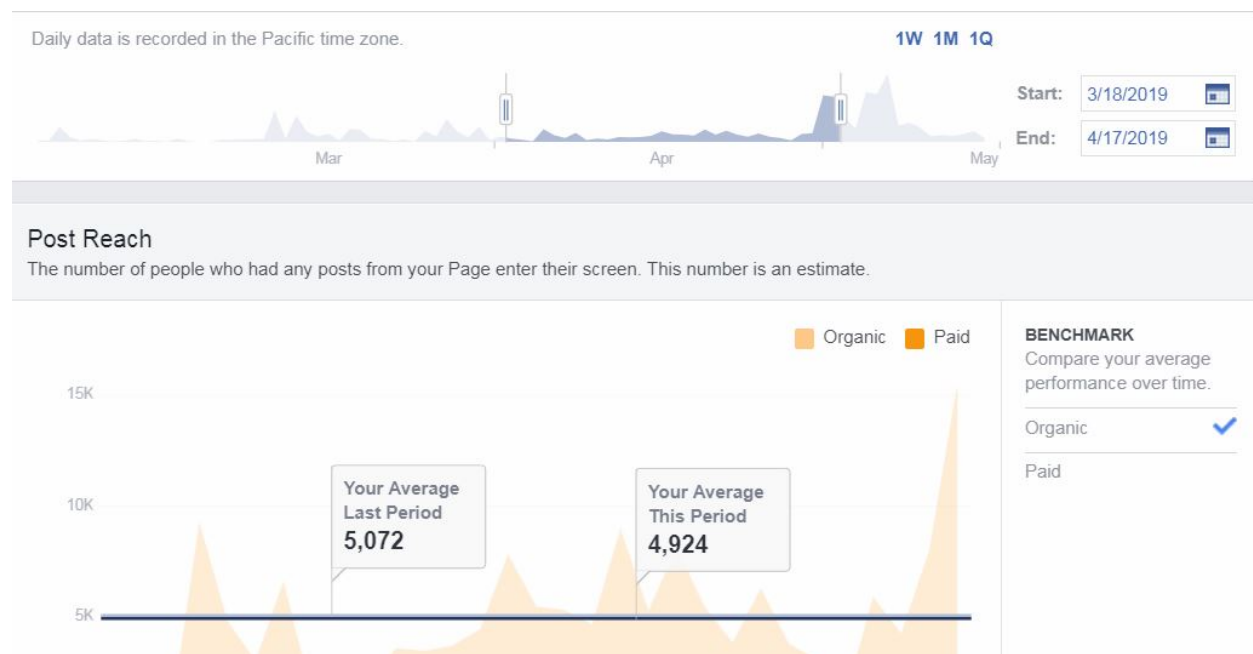 Daily data is recorded in the Pacific time zone.
1W 1M 1Q
Start: 3/18/2019
End: 4/17/2019
Mar Apr May
Post Reach
The number of people who had any posts from your Page enter their screen. This number is an estimate.
Organic Paid
BENCHMARK
Compare your average
performance over time.
Organic
Paid
15K
10K
5K
Your Average
Last Period
5,072
Your Average
This Period
4,924